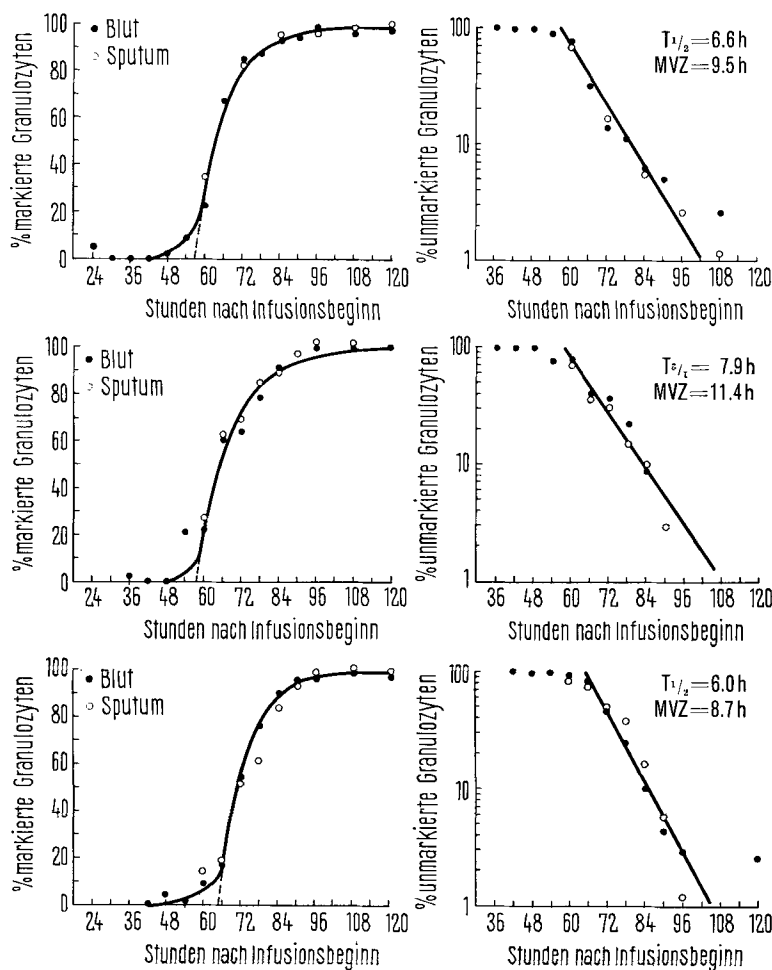 100
80
60
40
20
0
% markierte Granulozyten
● Blut
○ Sputum
24 36 48 60 72 84 96 108 120
Stunden nach Infusionsbeginn
100
10
1
% unmarkierte Granulozyten
T 1/2 = 6.6 h
MVZ = 9.5 h
36 48 60 72 84 96 108 120
Stunden nach Infusionsbeginn
100
80
60
40
20
0
% markierte Granulozyten
● Blut
○ Sputum
24 36 48 60 72 84 96 108 120
Stunden nach Infusionsbeginn
100
10
1
% unmarkierte Granulozyten
= 7.9 h
MVZ = 11.4 h
36 48 60 72 84 96 108 120
Stunden nach Infusionsbeginn
100
80
60
40
20
0
% markierte Granulozyten
● Blut
○ Sputum
24 36 48 60 72 84 96 108 120
Stunden nach Infusionsbeginn
100
10
1
% unmarkierte Granulozyten
T 1/2 = 6.0 h
MVZ = 8.7 h
36 48 60 72 84 96 108 120
Stunden nach Infusionsbeginn